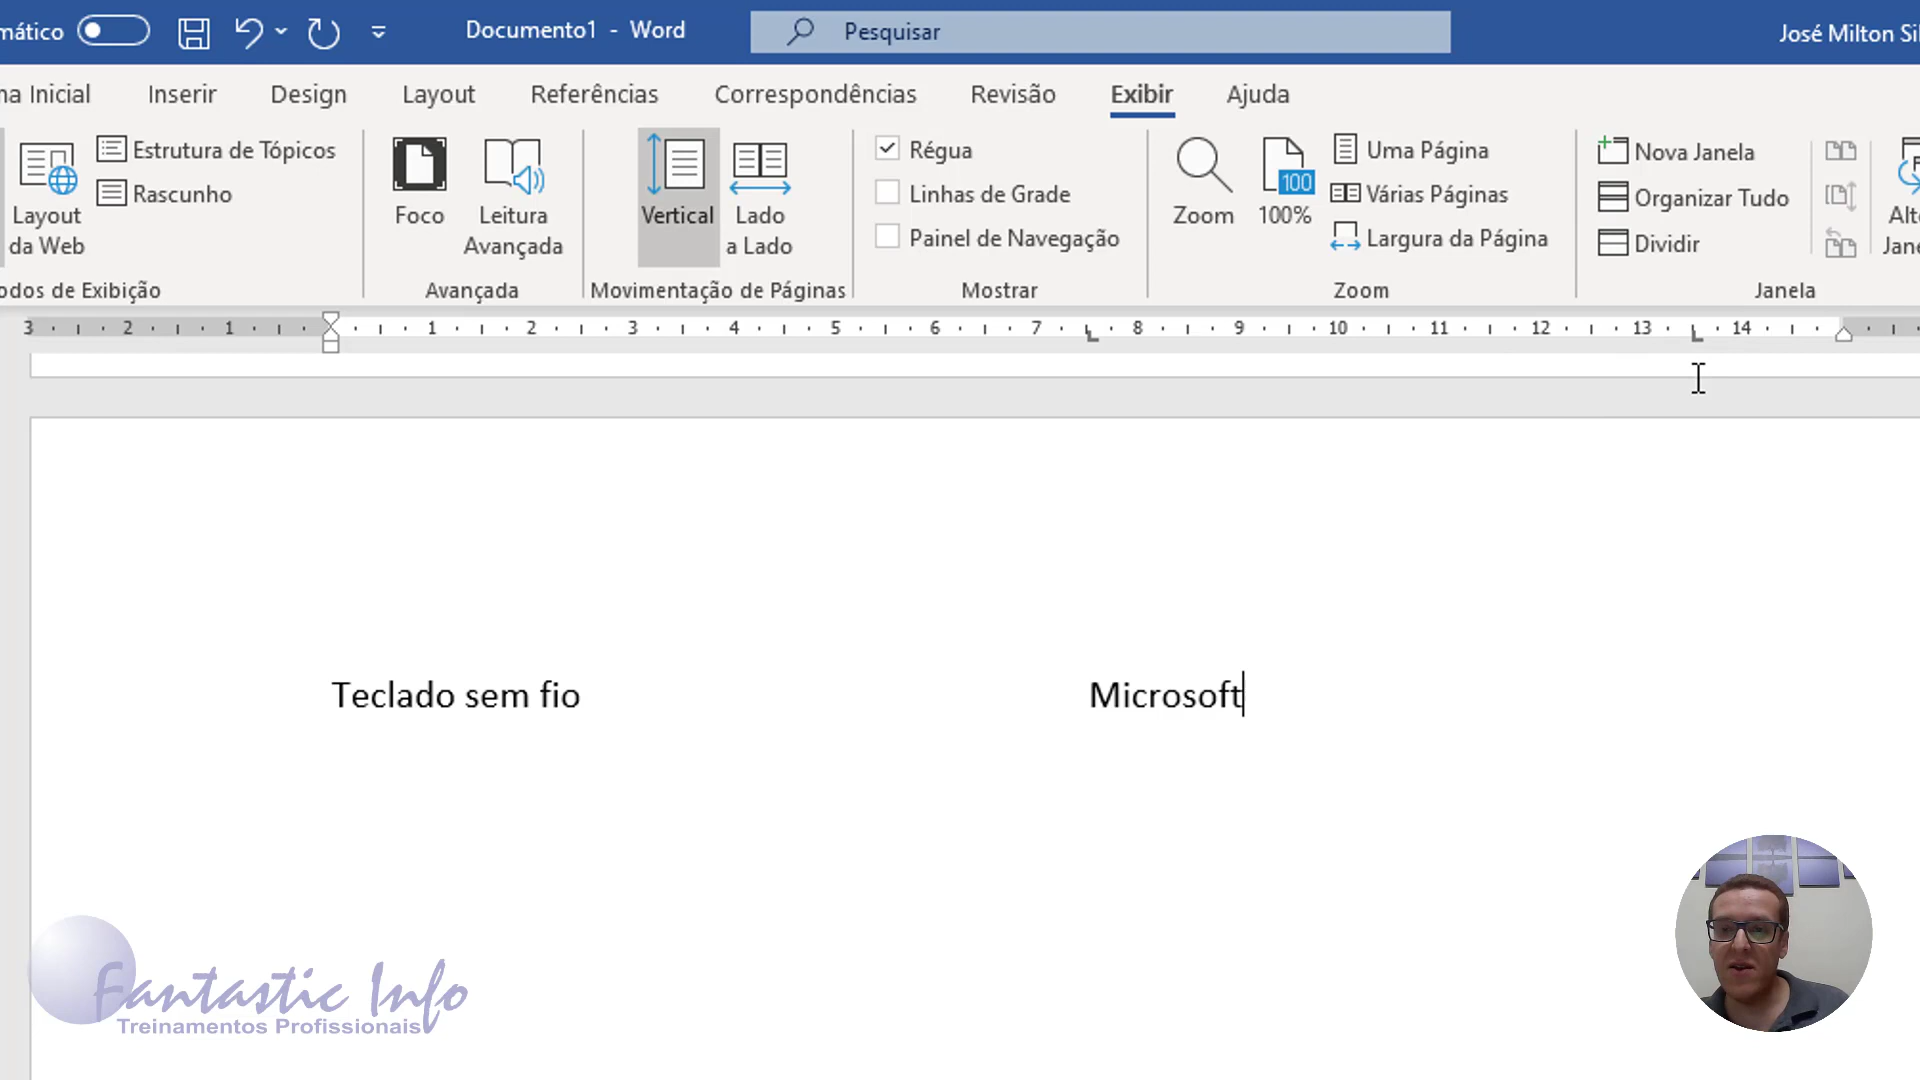 mático
Documento1 - Word
Pesquisar
José Milton Sil
na Inicial
Inserir
Design
Layout
Referências
Correspondências
Revisão
Exibir
Ajuda
Layout
da Web
Estrutura de Tópicos
Rascunho
odos de Exibição
Foco
Leitura
Avançada
Avançada
Vertical
Lado
a Lado
Movimentação de Páginas
Régua
Linhas de Grade
Painel de Navegação
Mostrar
Zoom
100
100%
Uma Página
Várias Páginas
Largura da Página
Zoom
Nova Janela
Organizar Tudo
Dividir
Janela
Alte
Jane
3 2 1 1 2 3 4 5 6 7 8 9 10 11 12 13 14
Teclado sem fio Microsoft
Fantastic Info
Treinamentos Profissionais